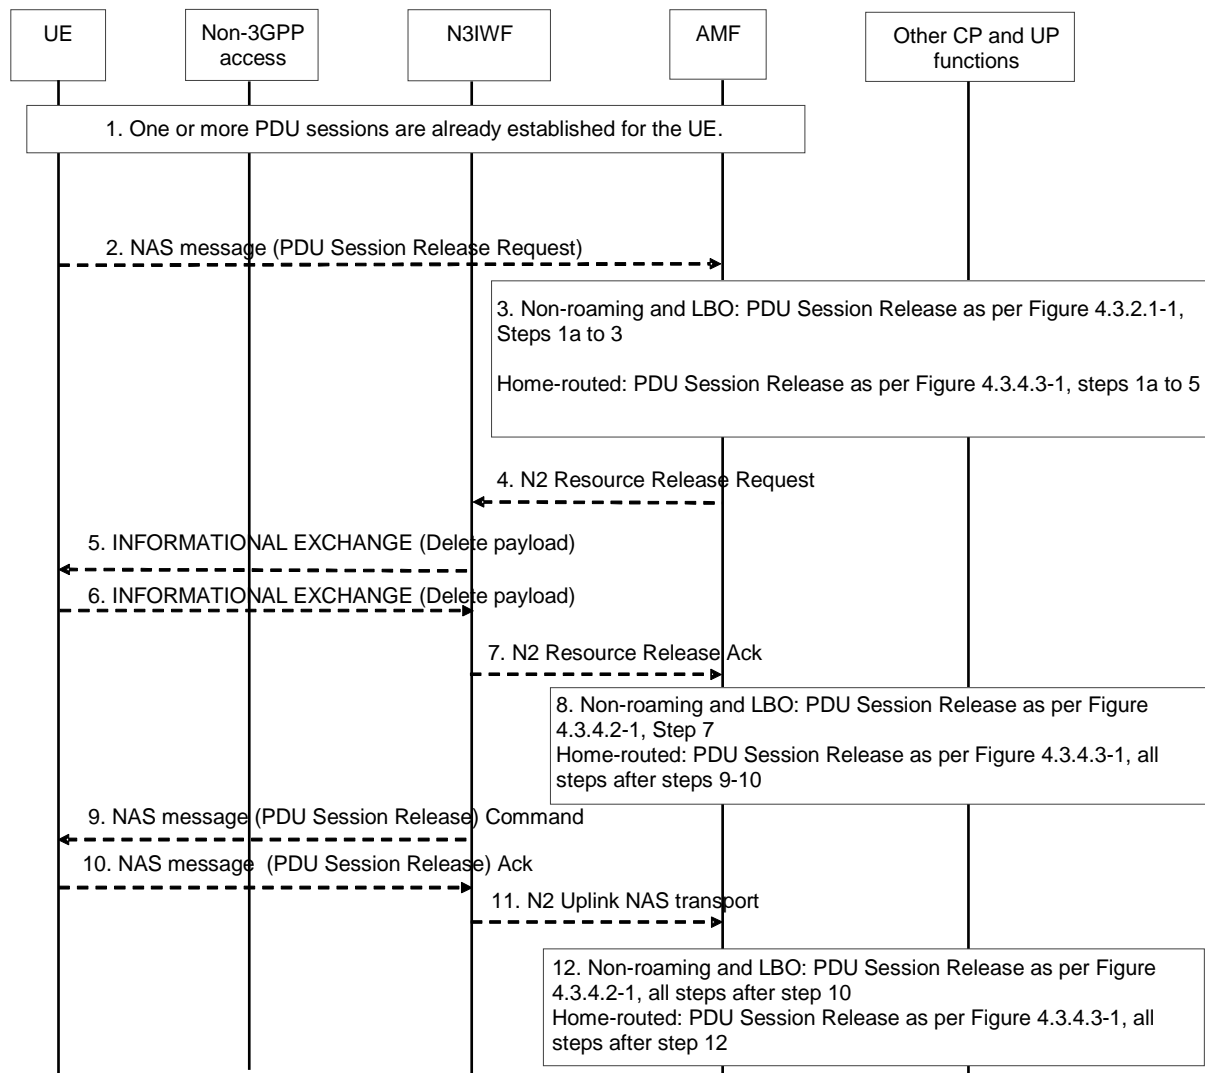 UE
Non-3GPP
access
N3IWF
AMF
Other CP and UP
functions
1. One or more PDU sessions are already established for the UE.
2. NAS message (PDU Session Release Request)
3. Non-roaming and LBO: PDU Session Release as per Figure 4.3.2.1-1,
Steps 1a to 3
Home-routed: PDU Session Release as per Figure 4.3.4.3-1, steps 1a to 5
4. N2 Resource Release Request
5. INFORMATIONAL EXCHANGE (Delete payload)
6. INFORMATIONAL EXCHANGE (Delete payload)
7. N2 Resource Release Ack
8. Non-roaming and LBO: PDU Session Release as per Figure
4.3.4.2-1, Step 7
Home-routed: PDU Session Release as per Figure 4.3.4.3-1, all
steps after steps 9-10
9. NAS message (PDU Session Release) Command
10. NAS message  (PDU Session Release) Ack
11. N2 Uplink NAS transport
12. Non-roaming and LBO: PDU Session Release as per Figure
4.3.4.2-1, all steps after step 10
Home-routed: PDU Session Release as per Figure 4.3.4.3-1, all
steps after step 12